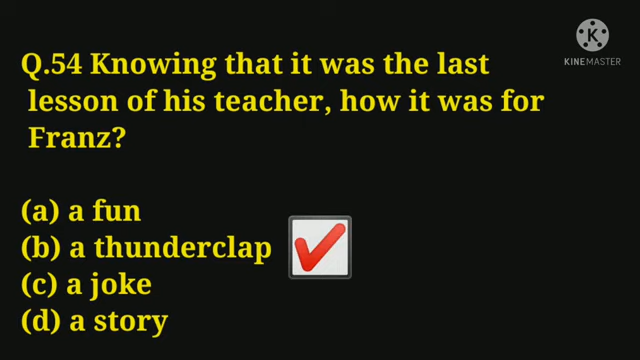 K
KINEMASTER
Q.54 Knowing that it was the last
lesson of his teacher, how it was for
Franz?
(a) a fun
(b) a thunderclap
(c) a joke
(d) a story